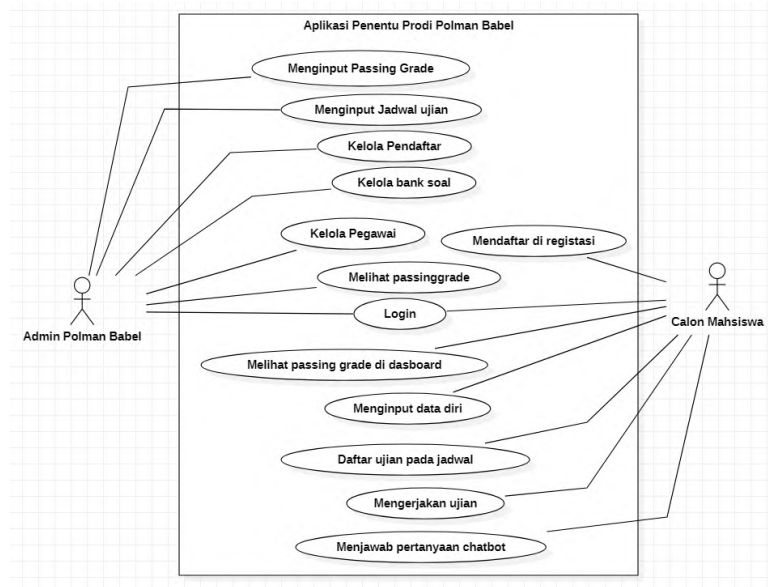 Aplikasi Penentu Prodi Polman Babel
Menginput Passing Grade
Menginput Jadwal ujian
Kelola Pendaftar
Kelola bank soal
Kelola Pegawai
Mendaftar di registasi
Melihat passinggrade
Login
Admin Polman Babel
Calon Mahsiswa
Melihat passing grade di dasboard
Menginput data diri
Daftar ujian pada jadwal
Mengerjakan ujian
Menjawab pertanyaan chatbot